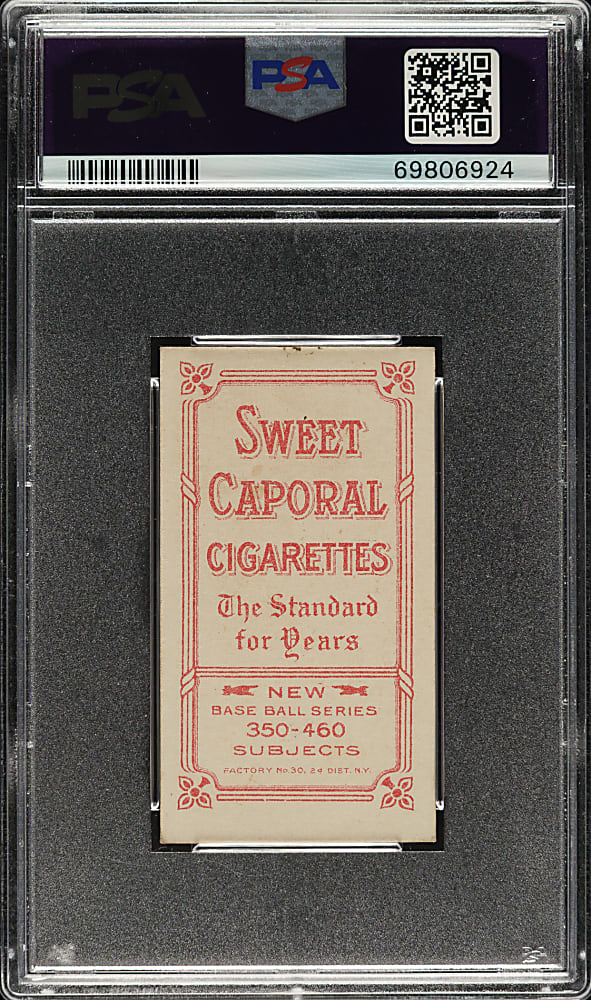 PSA
PSA
69806924
SWEET
CAPORAL
CIGARETTES
The Standard
for Years
NEW
BASE BALL SERIES
350-460
SUBJECTS
FACTORY No. 30, 2d DIST. N.Y.